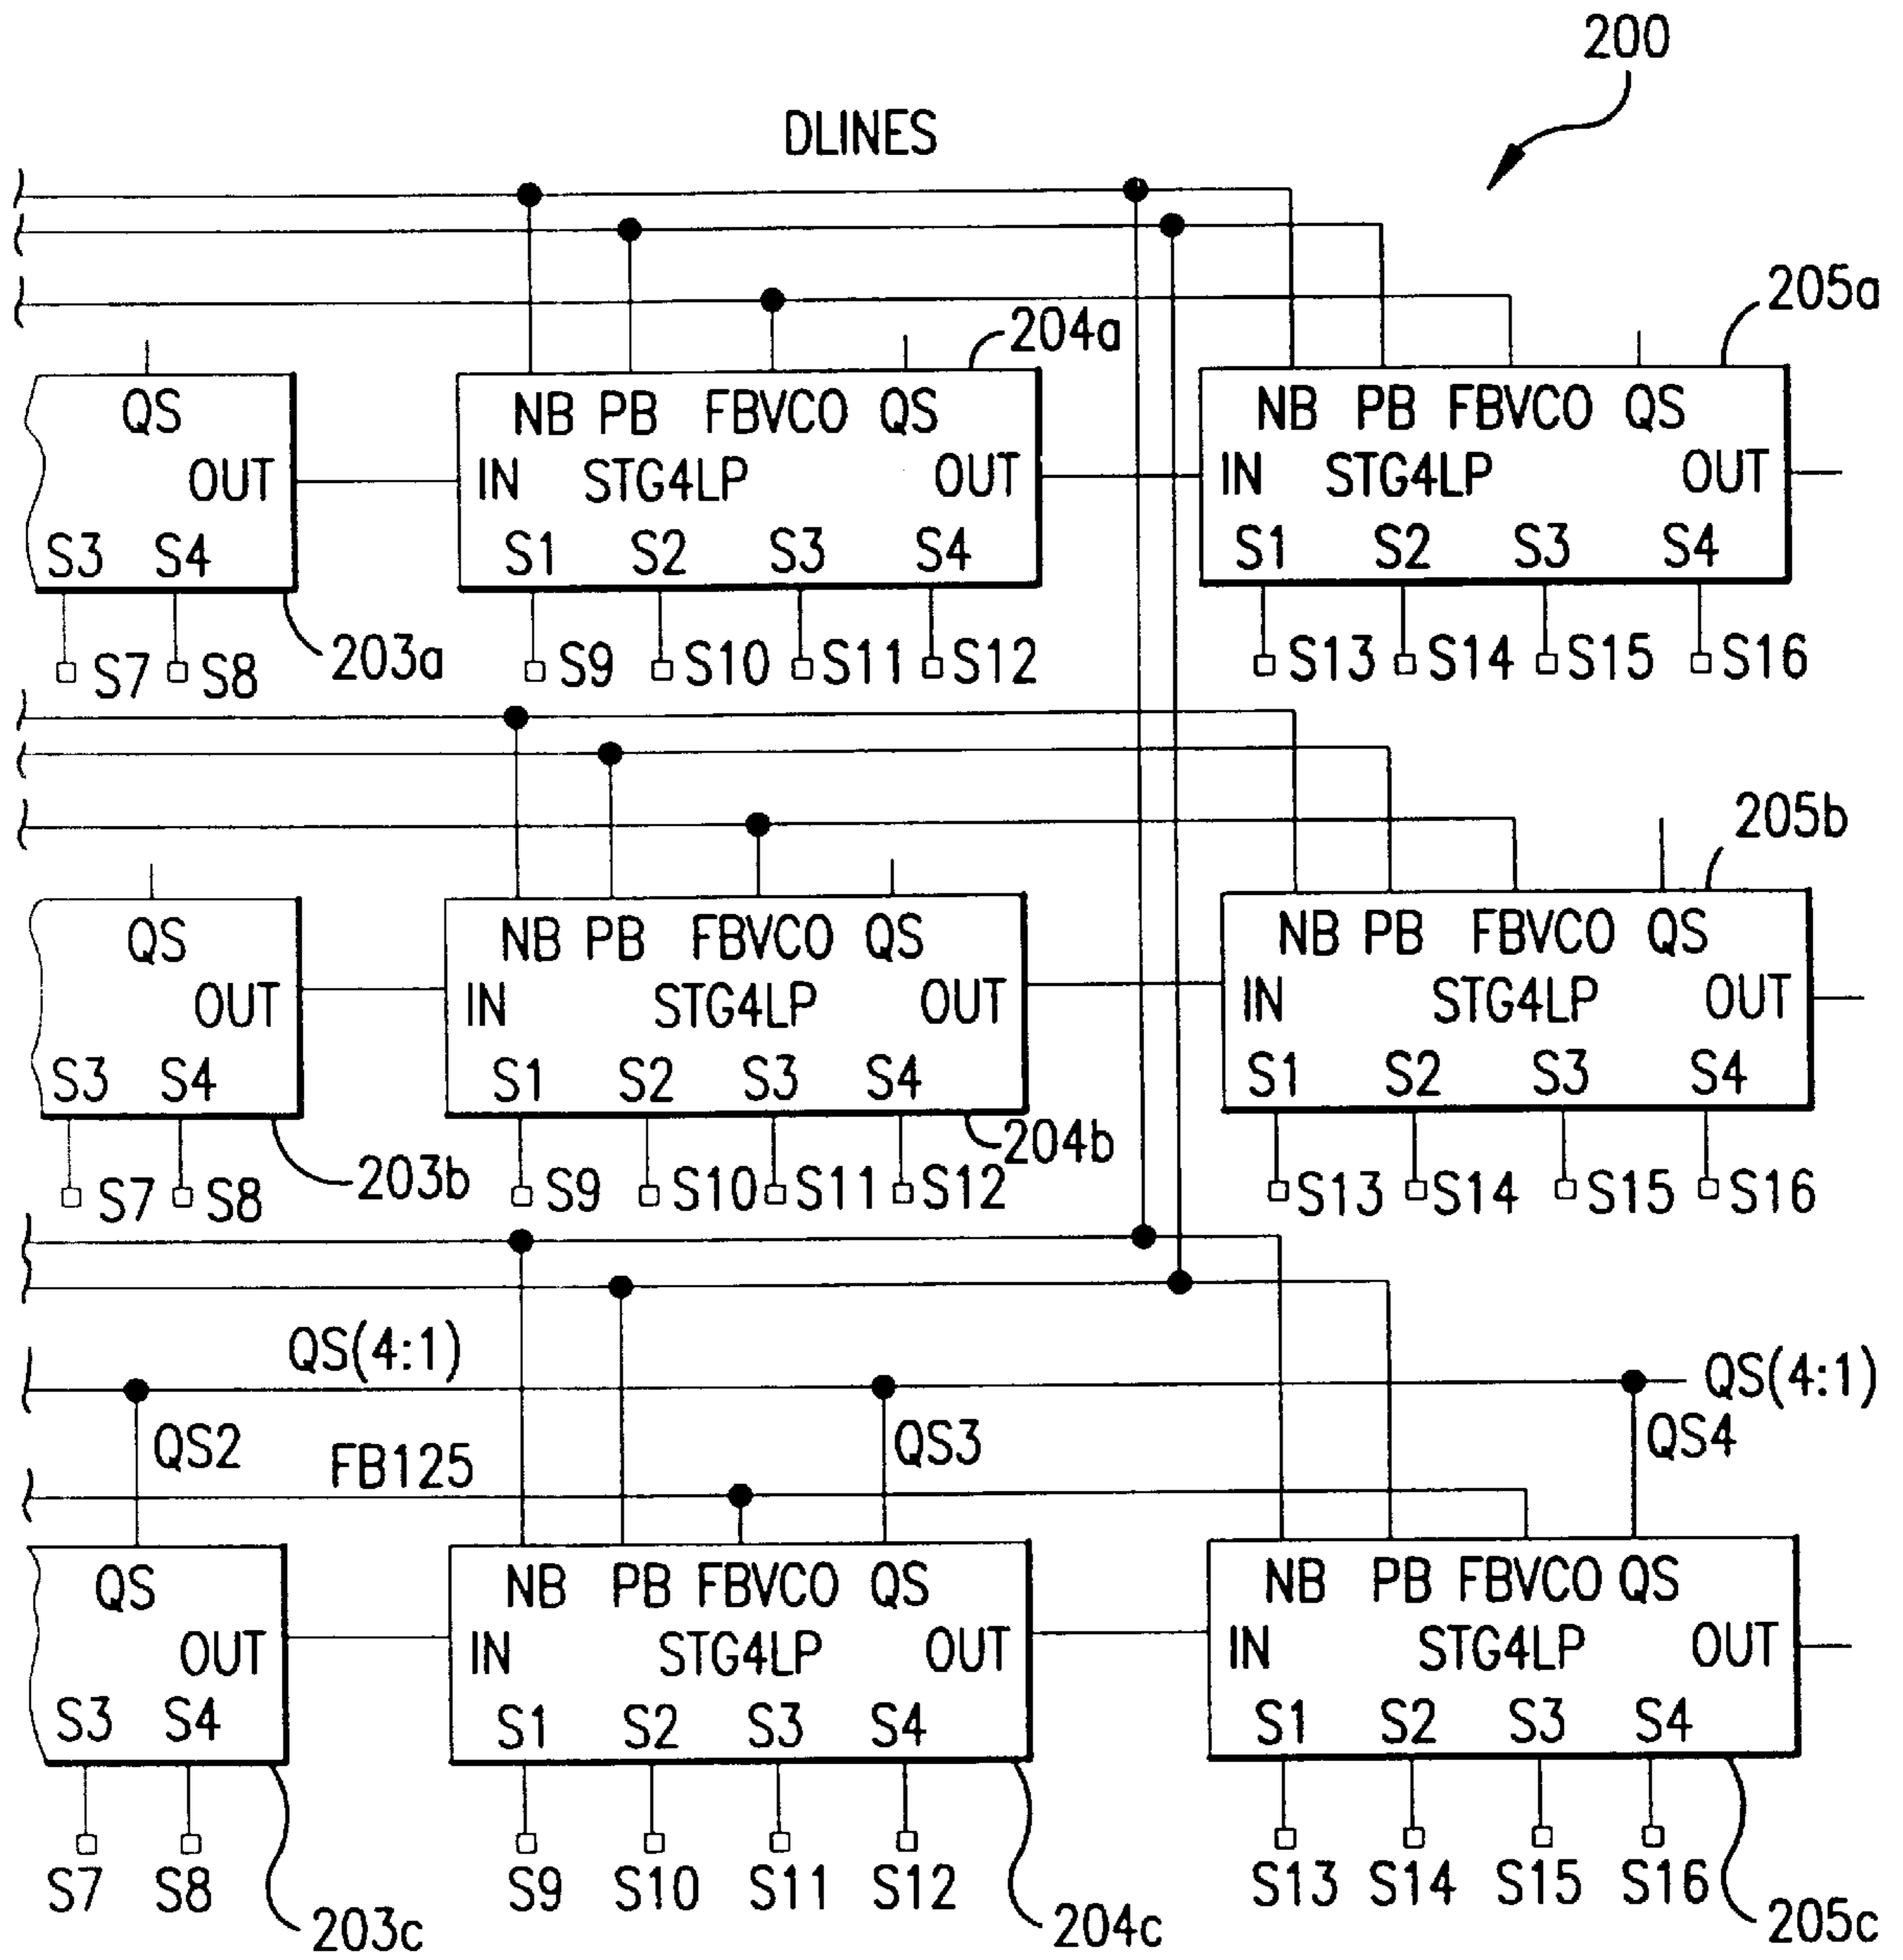 200
DLINES
205a
204a
QS NB PB FBVCO QS NB PB FBVCO QS
OUT IN STG4LP OUT IN STG4LP OUT
S3 S4 S1 S2 S3 S4 S1 S2 S3 S4
S7 S8 203a S9 S10 S11 S12 S13 S14 S15 S16
205b
QS NB PB FBVCO QS NB PB FBVCO QS
OUT IN STG4LP OUT IN STG4LP OUT
S3 S4 S1 S2 S3 S4 S1 S2 S3 S4
204b
S7 S8 203b S9 S10 S11 S12 S13 S14 S15 S16
QS(4:1) QS(4:1)
QS2 QS3 QS4
FB125
QS NB PB FBVCO QS NB PB FBVCO QS
OUT IN STG4LP OUT IN STG4LP OUT
S3 S4 S1 S2 S3 S4 S1 S2 S3 S4
S7 S8 S9 S10 S11 S12 S13 S14 S15 S16
203c 204c 205c